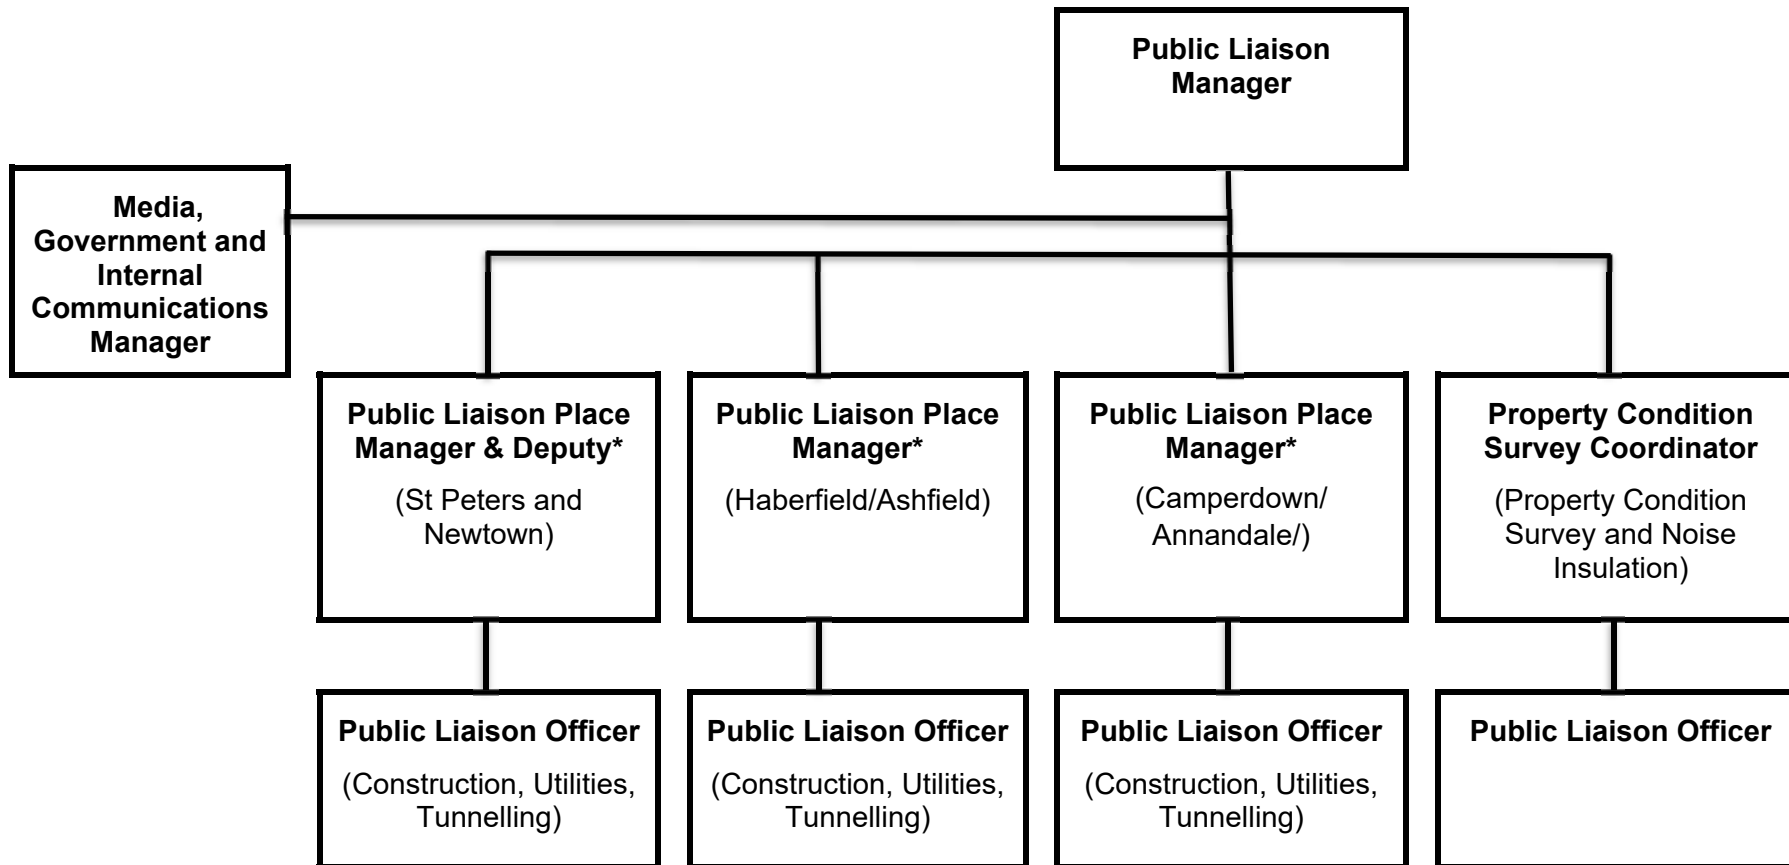 Public Liaison
Manager
Media,
Government and
Internal
Communications
Manager
Public Liaison Place
Manager & Deputy*
(St Peters and
Newtown)
Public Liaison Place
Manager*
(Haberfield/Ashfield)
Public Liaison Place
Manager*
(Camperdown/
Annandale/)
Property Condition
Survey Coordinator
(Property Condition
Survey and Noise
Insulation)
Public Liaison Officer
(Construction, Utilities,
Tunnelling)
Public Liaison Officer
(Construction, Utilities,
Tunnelling)
Public Liaison Officer
(Construction, Utilities,
Tunnelling)
Public Liaison Officer